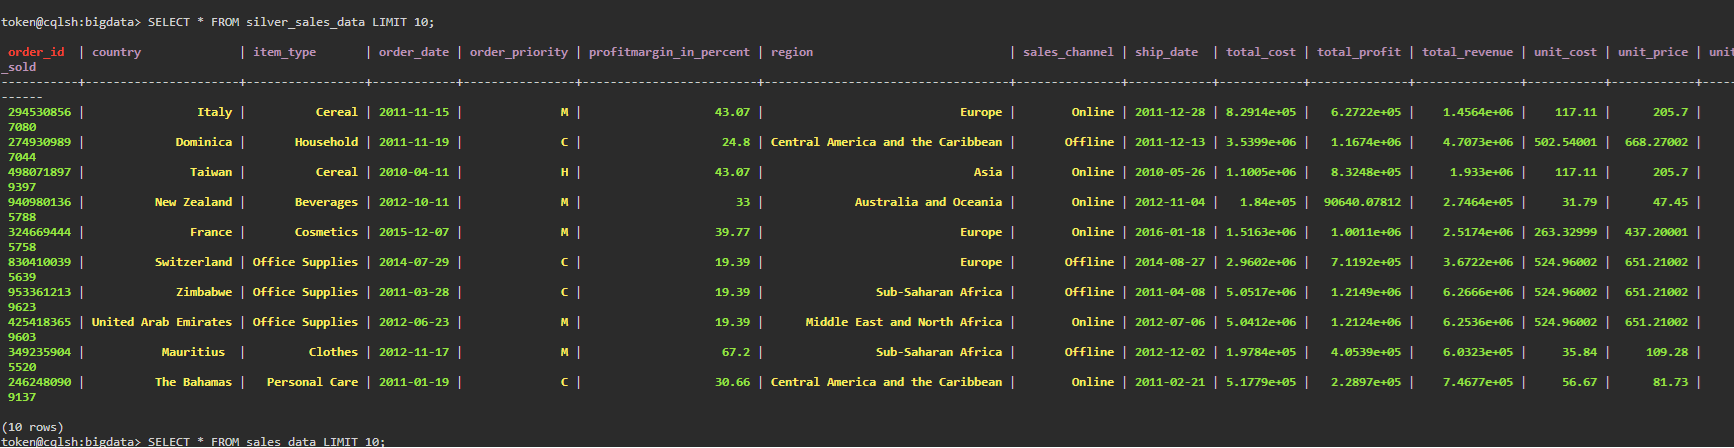 token@cqlsh:bigdata> SELECT * FROM silver_sales_data LIMIT 10;
order_id | country | item_type | order_date | order_priority | profitmargin_in_percent | region | sales_channel | ship_date | total_cost | total_profit | total_revenue | unit_cost | unit_price | unit
_sold
-----------+---------------------+-----------------+------------+----------------+-------------------------+-----------------------------------+---------------+------------+------------+--------------+---------------+-----------+------------+-----
------
294530856 | Italy | Cereal | 2011-11-15 | M | 43.07 | Europe | Online | 2011-12-28 | 8.2914e+05 | 6.2722e+05 | 1.4564e+06 | 117.11 | 205.7 |
7080
274930989 | Dominica | Household | 2011-11-19 | C | 24.8 | Central America and the Caribbean | Offline | 2011-12-13 | 3.5399e+06 | 1.1674e+06 | 4.7073e+06 | 502.54001 | 668.27002 |
7044
498071897 | Taiwan | Cereal | 2010-04-11 | H | 43.07 | Asia | Online | 2010-05-26 | 1.1005e+06 | 8.3248e+05 | 1.933e+06 | 117.11 | 205.7 |
9397
940980136 | New Zealand | Beverages | 2012-10-11 | M | 33 | Australia and Oceania | Online | 2012-11-04 | 1.84e+05 | 90640.07812 | 2.7464e+05 | 31.79 | 47.45 |
5788
324669444 | France | Cosmetics | 2015-12-07 | M | 39.77 | Europe | Online | 2016-01-18 | 1.5163e+06 | 1.0011e+06 | 2.5174e+06 | 263.32999 | 437.20001 |
5758
830410039 | Switzerland | Office Supplies | 2014-07-29 | C | 19.39 | Europe | Offline | 2014-08-27 | 2.9602e+06 | 7.1192e+05 | 3.6722e+06 | 524.96002 | 651.21002 |
5639
953361213 | Zimbabwe | Office Supplies | 2011-03-28 | C | 19.39 | Sub-Saharan Africa | Offline | 2011-04-08 | 5.0517e+06 | 1.2149e+06 | 6.2666e+06 | 524.96002 | 651.21002 |
9623
425418365 | United Arab Emirates | Office Supplies | 2012-06-23 | M | 19.39 | Middle East and North Africa | Online | 2012-07-06 | 5.0412e+06 | 1.2124e+06 | 6.2536e+06 | 524.96002 | 651.21002 |
9603
349235904 | Mauritius | Clothes | 2012-11-17 | M | 67.2 | Sub-Saharan Africa | Offline | 2012-12-02 | 1.9784e+05 | 4.0539e+05 | 6.0323e+05 | 35.84 | 109.28 |
5520
246248090 | The Bahamas | Personal Care | 2011-01-19 | C | 30.66 | Central America and the Caribbean | Online | 2011-02-21 | 5.1779e+05 | 2.2897e+05 | 7.4677e+05 | 56.67 | 81.73 |
9137
(10 rows)
token@cqlsh:bigdata> SELECT * FROM sales_data LIMIT 10;